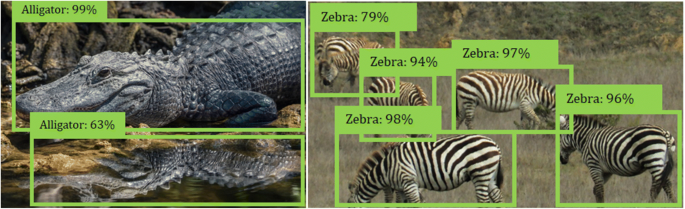 Alligator: 99%
Alligator: 63%
Zebra: 79%
Zebra: 94%
Zebra: 97%
Zebra: 98%
Zebra: 96%